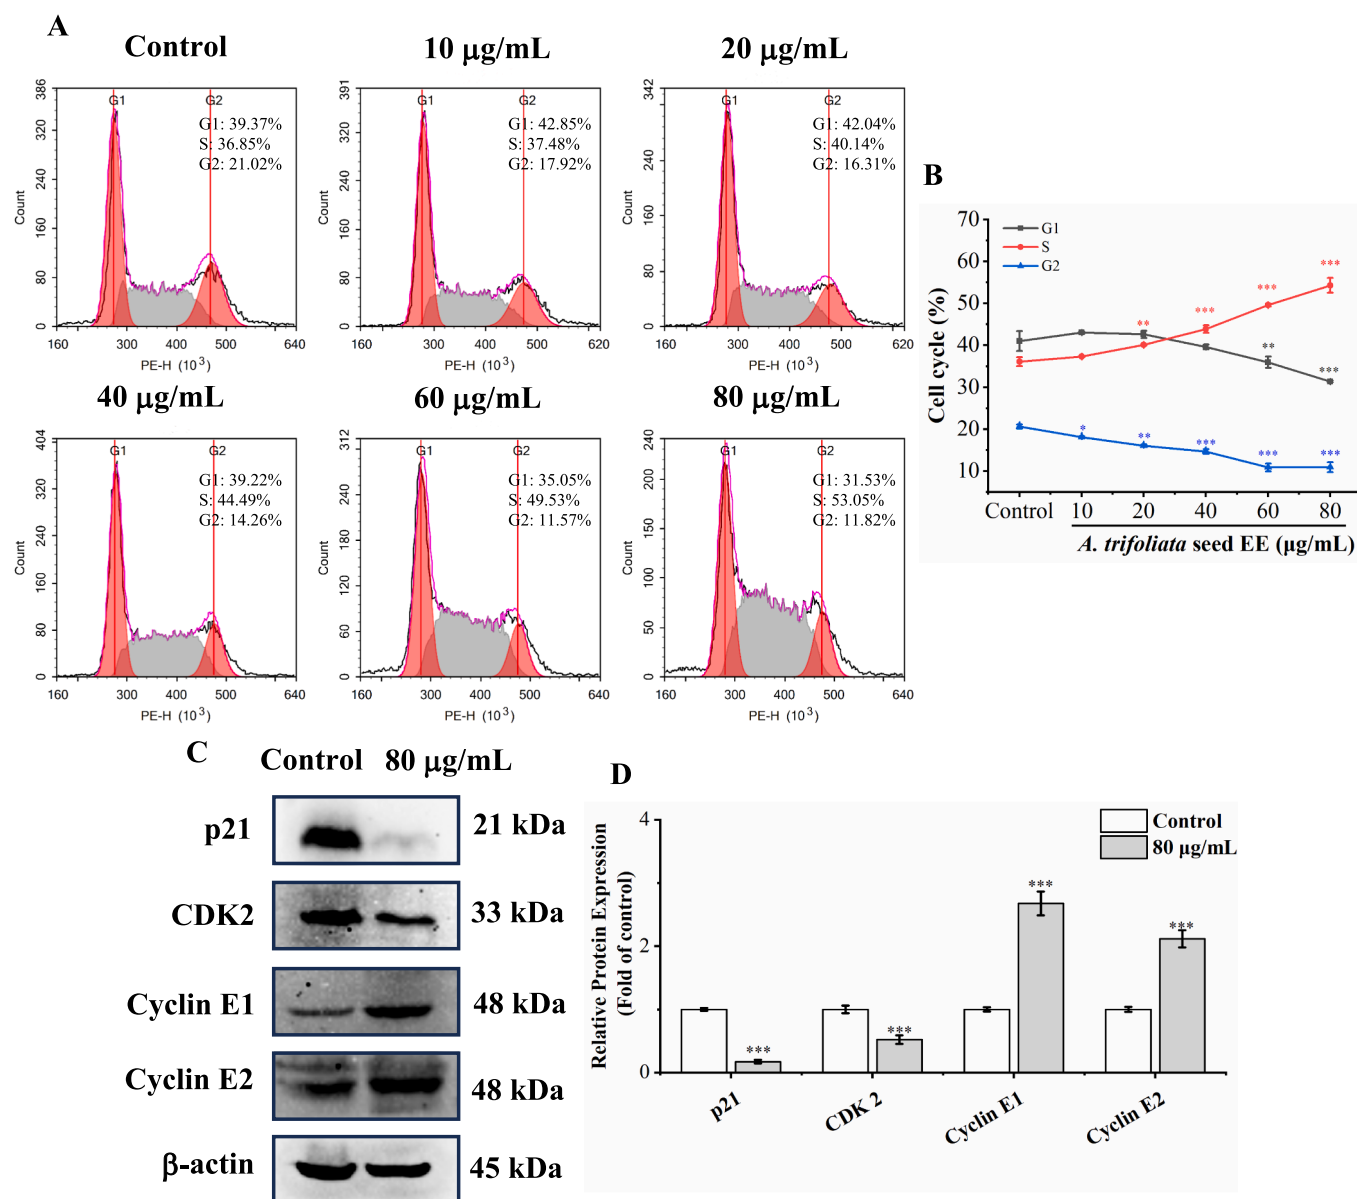 A
Control
10 μg/mL
20 μg/mL
386
320
240
160
80
0
Count
G1
G2
G1: 39.37%
S: 36.85%
G2: 21.02%
160
300
400
500
640
PE-H (10³)
391
320
240
160
80
0
Count
G1
G2
G1: 42.85%
S: 37.48%
G2: 17.92%
160
300
400
500
620
PE-H (10³)
342
240
160
80
0
Count
G1
G2
G1: 42.04%
S: 40.14%
G2: 16.31%
160
300
400
500
620
PE-H (10³)
40 μg/mL
60 μg/mL
80 μg/mL
404
320
240
160
80
0
Count
G1
G2
G1: 39.22%
S: 44.49%
G2: 14.26%
160
300
400
500
640
PE-H (10³)
312
240
180
120
60
0
Count
G1
G2
G1: 35.05%
S: 49.53%
G2: 11.57%
160
300
400
500
640
PE-H (10³)
240
200
150
100
50
0
Count
G1
G2
G1: 31.53%
S: 53.05%
G2: 11.82%
160
300
400
500
640
PE-H (10³)
B
70
60
50
40
30
20
10
Cell cycle (%)
G1
S
G2
**
***
***
***
**
***
*
**
***
***
***
Control
10
20
40
60
80
A. trifoliata seed EE (μg/mL)
C
Control
80 μg/mL
p21
21 kDa
CDK2
33 kDa
Cyclin E1
48 kDa
Cyclin E2
48 kDa
β-actin
45 kDa
D
4
2
0
Relative Protein Expression
(Fold of control)
Control
80 μg/mL
***
***
***
***
p21
CDK 2
Cyclin E1
Cyclin E2